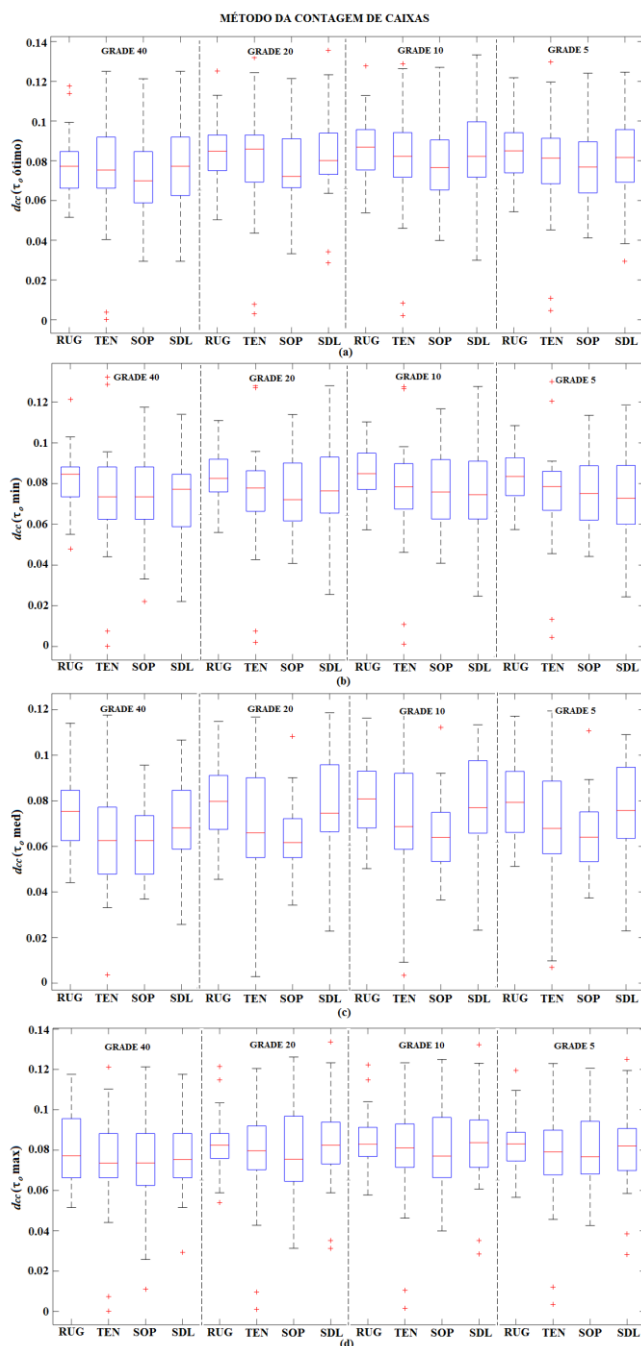 MÉTODO DA CONTAGEM DE CAIXAS
0.14
0.12
0.1
0.08
0.06
0.04
0.02
0
dcc (τo ótimo)
GRADE 40 GRADE 20 GRADE 10 GRADE 5
RUG TEN SOP SDL RUG TEN SOP SDL RUG TEN SOP SDL RUG TEN SOP SDL
(a)
0.12
0.1
0.08
0.06
0.04
0.02
0
dcc (τo min)
GRADE 40 GRADE 20 GRADE 10 GRADE 5
RUG TEN SOP SDL RUG TEN SOP SDL RUG TEN SOP SDL RUG TEN SOP SDL
(b)
0.12
0.1
0.08
0.06
0.04
0.02
0
dcc (τo med)
GRADE 40 GRADE 20 GRADE 10 GRADE 5
RUG TEN SOP SDL RUG TEN SOP SDL RUG TEN SOP SDL RUG TEN SOP SDL
(c)
0.14
0.12
0.1
0.08
0.06
0.04
0.02
0
dcc (τo max)
GRADE 40 GRADE 20 GRADE 10 GRADE 5
RUG TEN SOP SDL RUG TEN SOP SDL RUG TEN SOP SDL RUG TEN SOP SDL
(d)